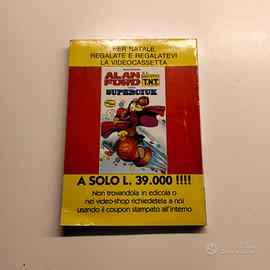 PER NATALE
REGALATE E REGALATEVI
LA VIDEOCASSETTA
ALAN
FORD
T.N.T.
SUPERCIUK
A SOLO L. 39.000 !!!!
Non trovandola in edicola o
nei video-shop richiedetela a noi
usando il coupon stampato all'interno
subito